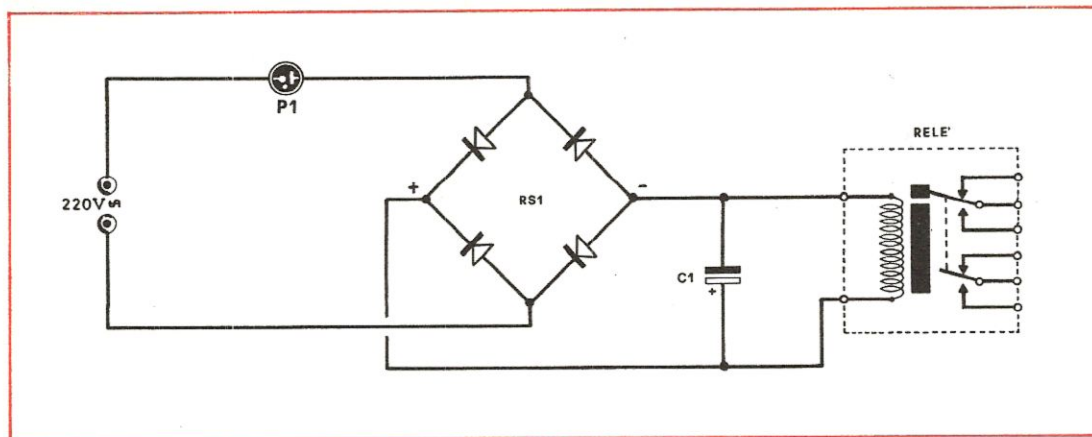 P1
RELE'
220V
+
RS1
-
C1
+